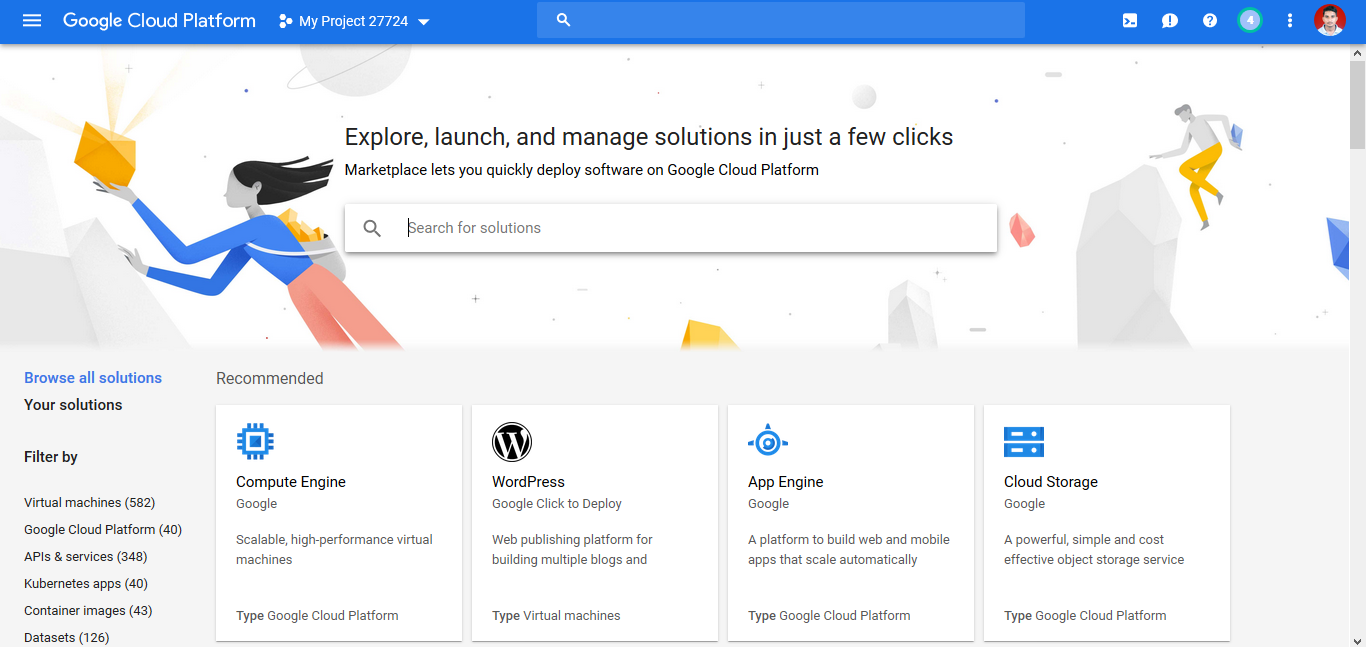 Google Cloud Platform
My Project 27724
4
Explore, launch, and manage solutions in just a few clicks
Marketplace lets you quickly deploy software on Google Cloud Platform
Search for solutions
Browse all solutions
Your solutions
Filter by
Virtual machines (582)
Google Cloud Platform (40)
APIs & services (348)
Kubernetes apps (40)
Container images (43)
Datasets (126)
Recommended
Compute Engine
Google
Scalable, high-performance virtual
machines
Type Google Cloud Platform
WordPress
Google Click to Deploy
Web publishing platform for
building multiple blogs and
Type Virtual machines
App Engine
Google
A platform to build web and mobile
apps that scale automatically
Type Google Cloud Platform
Cloud Storage
Google
A powerful, simple and cost
effective object storage service
Type Google Cloud Platform